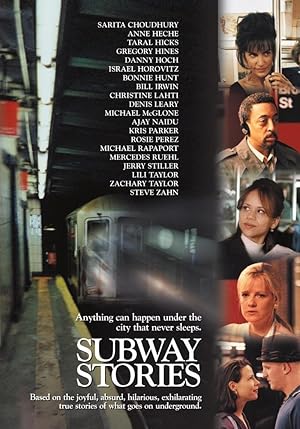 SARITA CHOUDHURY
ANNE HECHE
TARAL HICKS
GREGORY HINES
DANNY HOCH
ISRAEL HOROVITZ
BONNIE HUNT
BILL IRWIN
CHRISTINE LAHTI
DENIS LEARY
MICHAEL McGLONE
AJAY NAIDU
KRIS PARKER
ROSIE PEREZ
MICHAEL RAPAPORT
MERCEDES RUEHL
JERRY STILLER
LILI TAYLOR
ZACHARY TAYLOR
STEVE ZAHN
Anything can happen under the
city that never sleeps.
SUBWAY
STORIES
Based on the joyful, absurd, hilarious, exhilarating
true stories of what goes on underground.